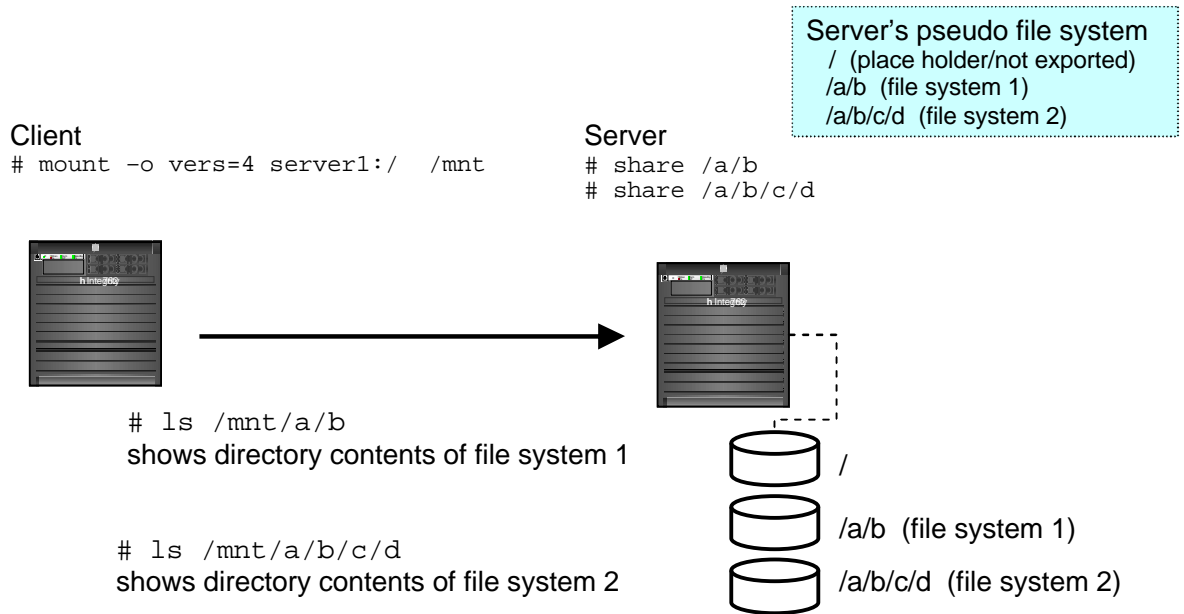 Server’s pseudo file system
/ (place holder/not exported)
/a/b (file system 1)
/a/b/c/d (file system 2)
Client
# mount –o vers=4 server1:/ /mnt
Server
# share /a/b
# share /a/b/c/d
# ls /mnt/a/b
shows directory contents of file system 1
# ls /mnt/a/b/c/d
shows directory contents of file system 2
/
/a/b (file system 1)
/a/b/c/d (file system 2)